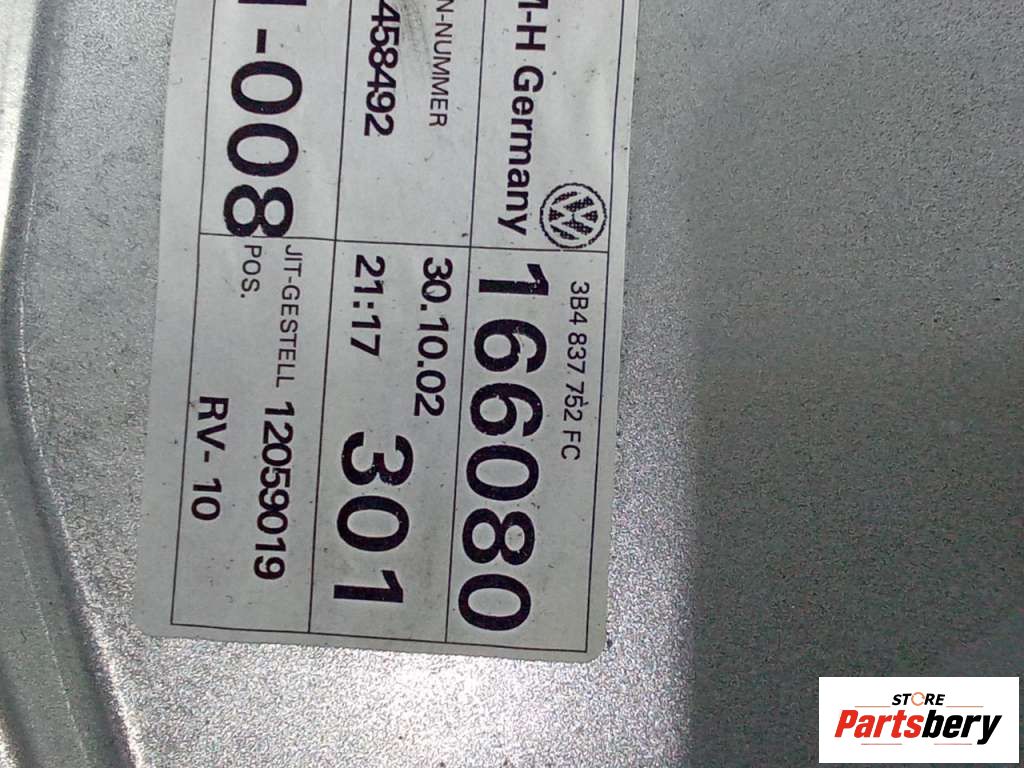 -H Germany
3B4 837 752 FC
166080
N-NUMMER
458492
30.10.02
21:17
301
-008
JIT-GESTELL 12059019
POS.
RV-10
STORE
Partsbery